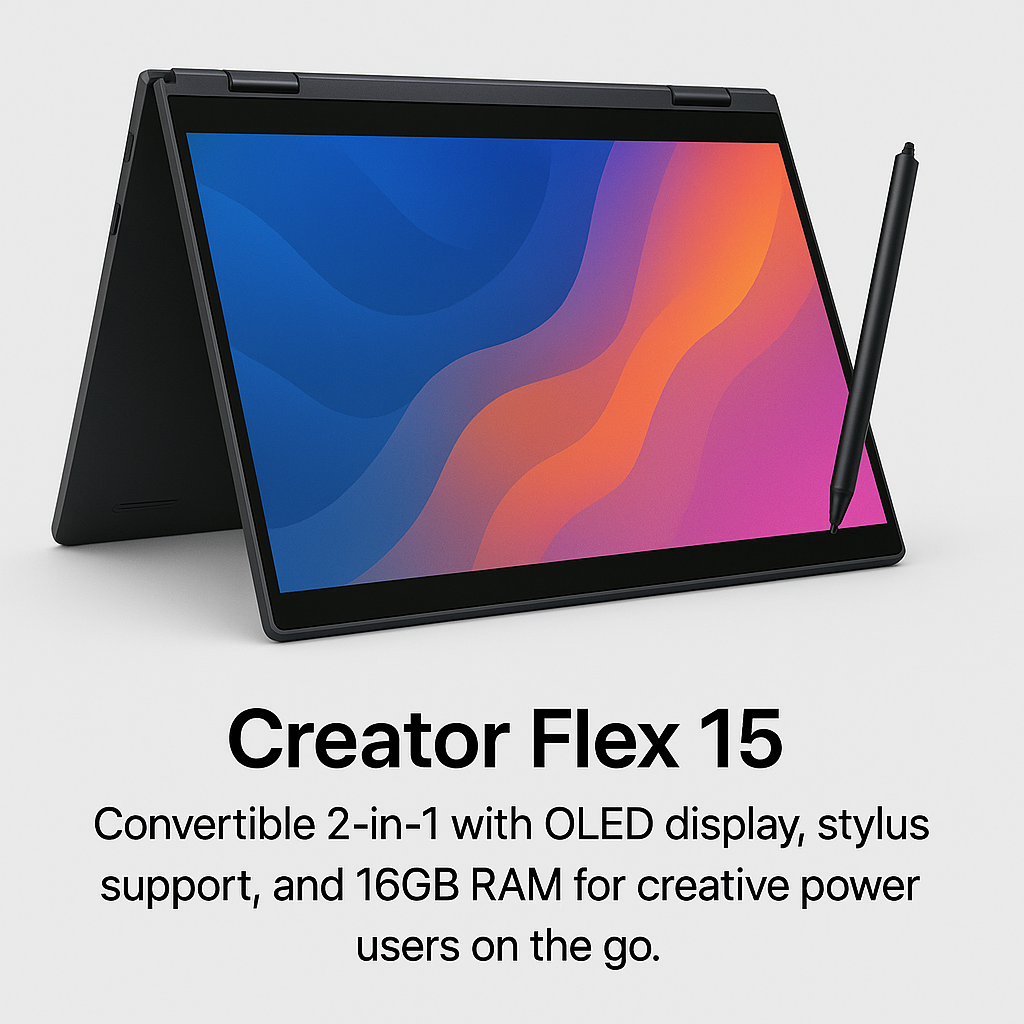 Creator Flex 15
Convertible 2-in-1 with OLED display, stylus
support, and 16GB RAM for creative power
users on the go.